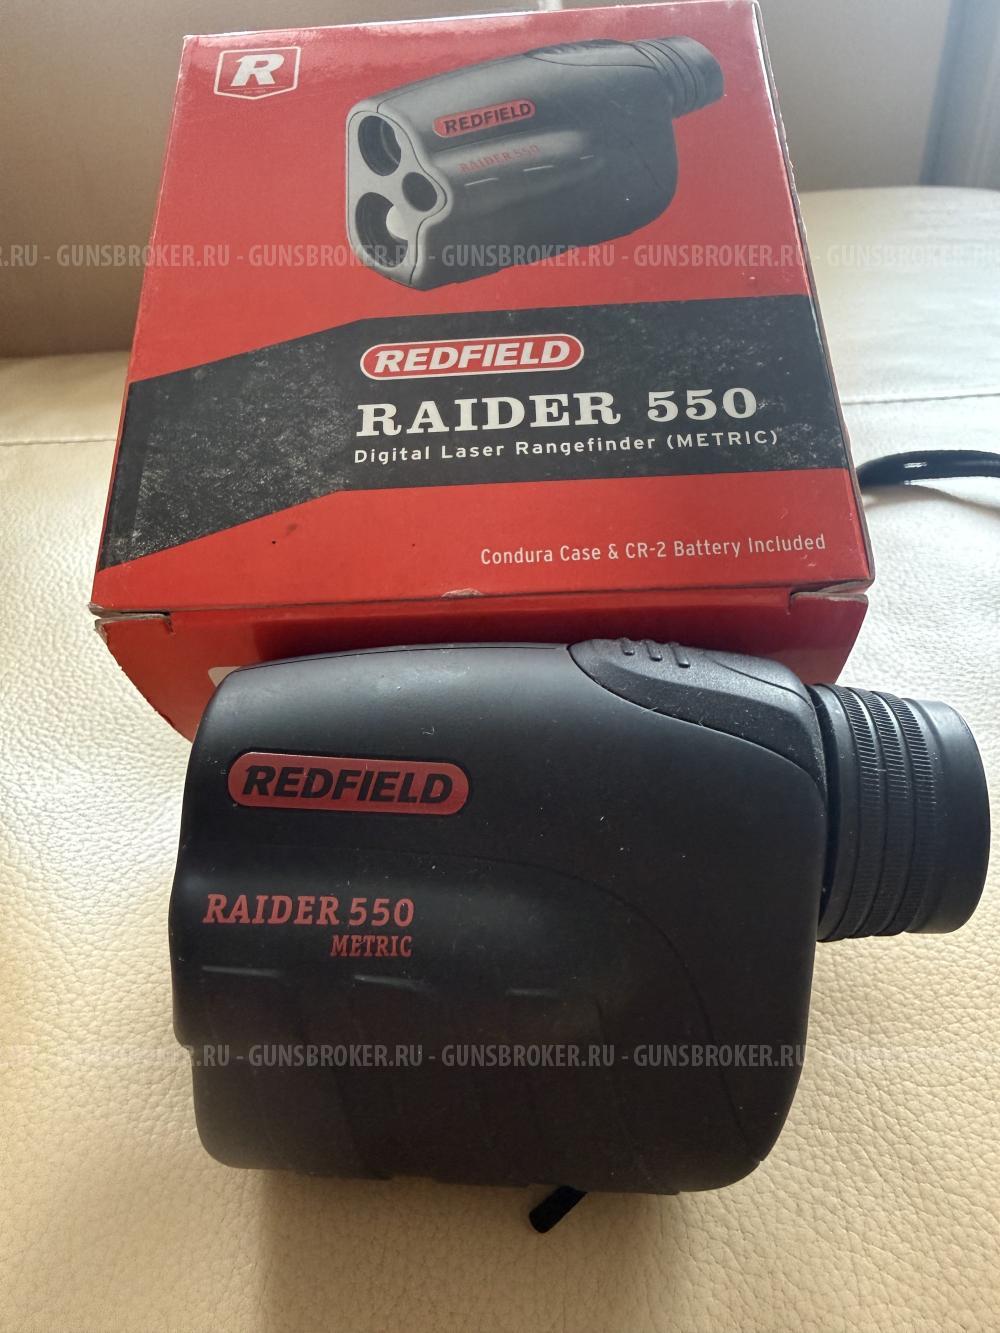 R
REDFIELD
RAIDER 550
.RU - GUNSBROKER.RU - GUNSBROKER.RU - GUNSBROKER.RU - GUNSBROKER.RU - GUNSBROKER
REDFIELD
RAIDER 550
Digital Laser Rangefinder (METRIC)
Condura Case & CR-2 Battery Included
REDFIELD
RAIDER 550
METRIC
.RU - GUNSBROKER.RU - GUNSBROKER.RU - GUNSBROKER.RU - GUNSBROKER.RU - GUNSBROKER